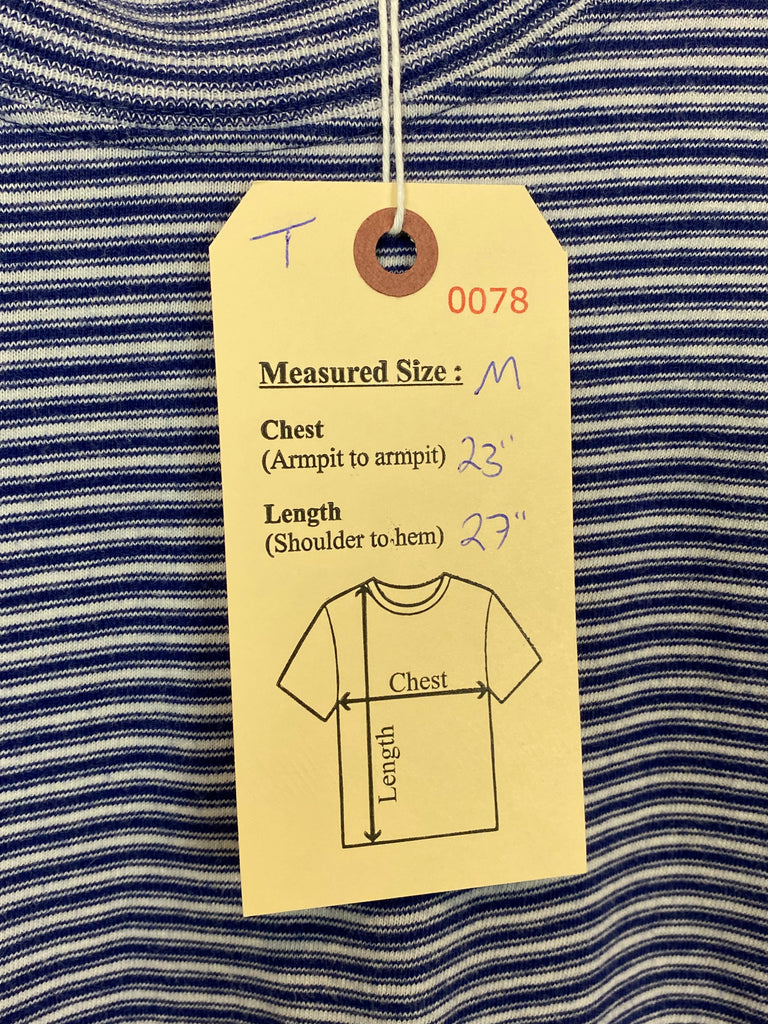 T
0078
Measured Size : M
Chest
(Armpit to armpit) 23"
Length
(Shoulder to hem) 27"
Chest
Length